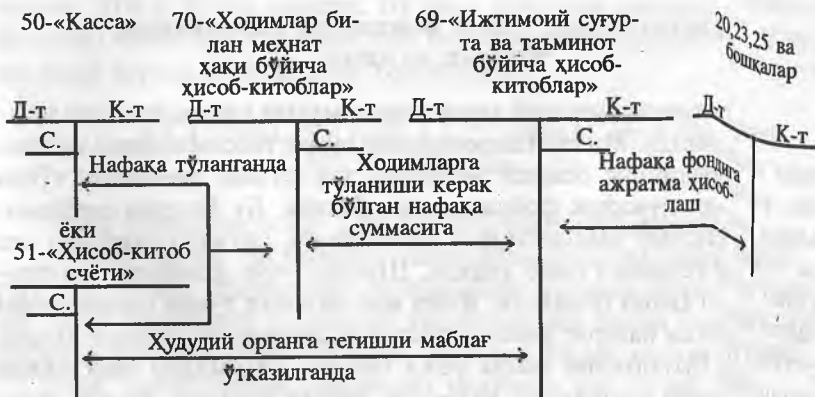 50-«Касса»
70-«Ходимлар би-
лан меҳнат
ҳақи бўйича
ҳисоб-китоблар»
69-«Ижтимоий суғур-
та ва таъминот
бўйича ҳисоб-
китоблар»
20,23,25 ва
бошқалар
Д-т К-т
Д-т К-т
Д-т К-т
Д-т К-т
С.
С.
С.
Нафақа тўланганда
Ходимларга
тўланиши керак
бўлган нафақа
суммасига
Нафақа фондига
ажратма ҳисоб-
лаш
ёки
51-«Ҳисоб-китоб
счёти»
С.
Ҳудудий органга тегишли маблағ
ўтказилганда